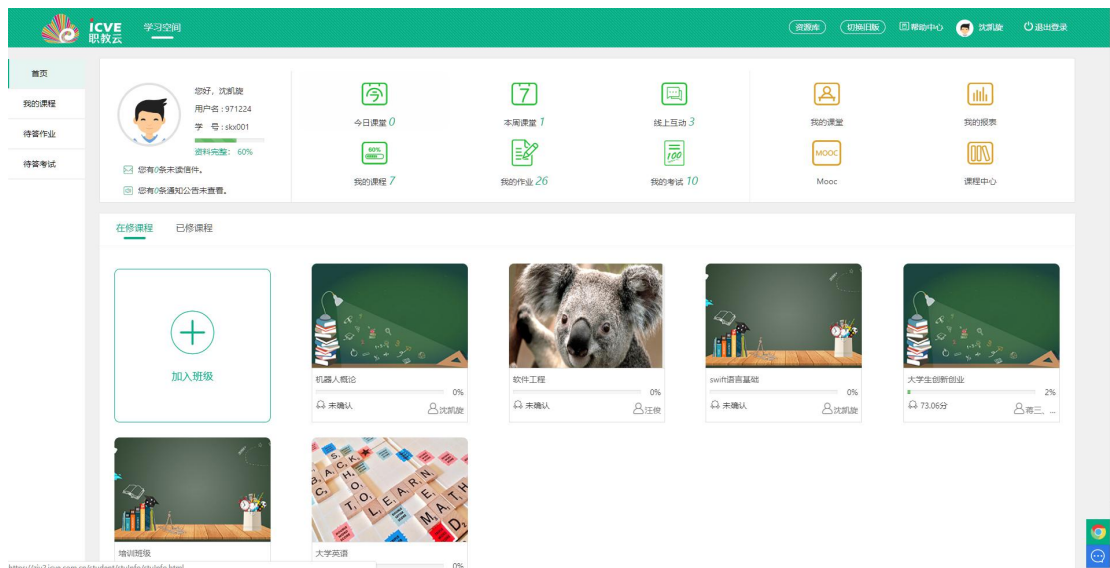 iCVE
职教云
学习空间
资源库
切换旧版
帮助中心
沈凯旋
退出登录
首页
我的课程
待答作业
待答考试
您好，沈凯旋
用户名 : 971224
学 号 : skx001
资料完整： 60%
您有0条未读信件。
您有0条通知公告未查看。
今日课堂 0
7
本周课堂 1
线上互动 3
我的课堂
我的报表
60%
我的课程 7
我的作业 26
100
我的考试 10
MOOC
Mooc
课程中心
在修课程
已修课程
加入班级
机器人概论
0%
未确认
沈凯旋
软件工程
0%
未确认
汪俊
swift语言基础
0%
未确认
沈凯旋
大学生创新创业
2%
73.06分
蒋三、...
培训班级
S, C, K,
B, A, C, H, O, O, L,
T, O, L, E, A, R, N,
M, A, T, H
D,
大学英语
0%